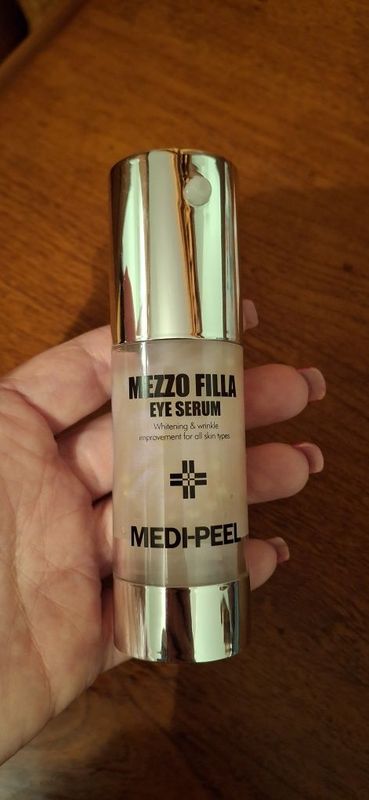 MEZZO FILLA
EYE SERUM
Whitening & wrinkle
improvement for all skin types
MEDI-PEEL